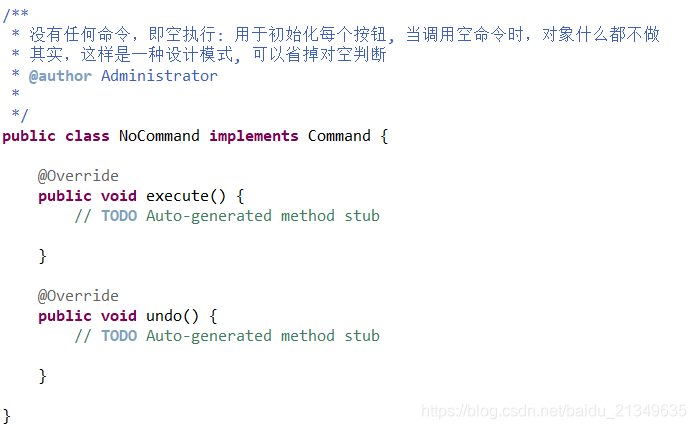 /**
 * 没有任何命令，即空执行: 用于初始化每个按钮, 当调用空命令时，对象什么都不做
 * 其实，这样是一种设计模式, 可以省掉对空判断
 * @author Administrator
 *
 */
public class NoCommand implements Command {
    @Override
    public void execute() {
        // TODO Auto-generated method stub
    }
    @Override
    public void undo() {
        // TODO Auto-generated method stub
    }
}
https://blog.csdn.net/baidu_21349635